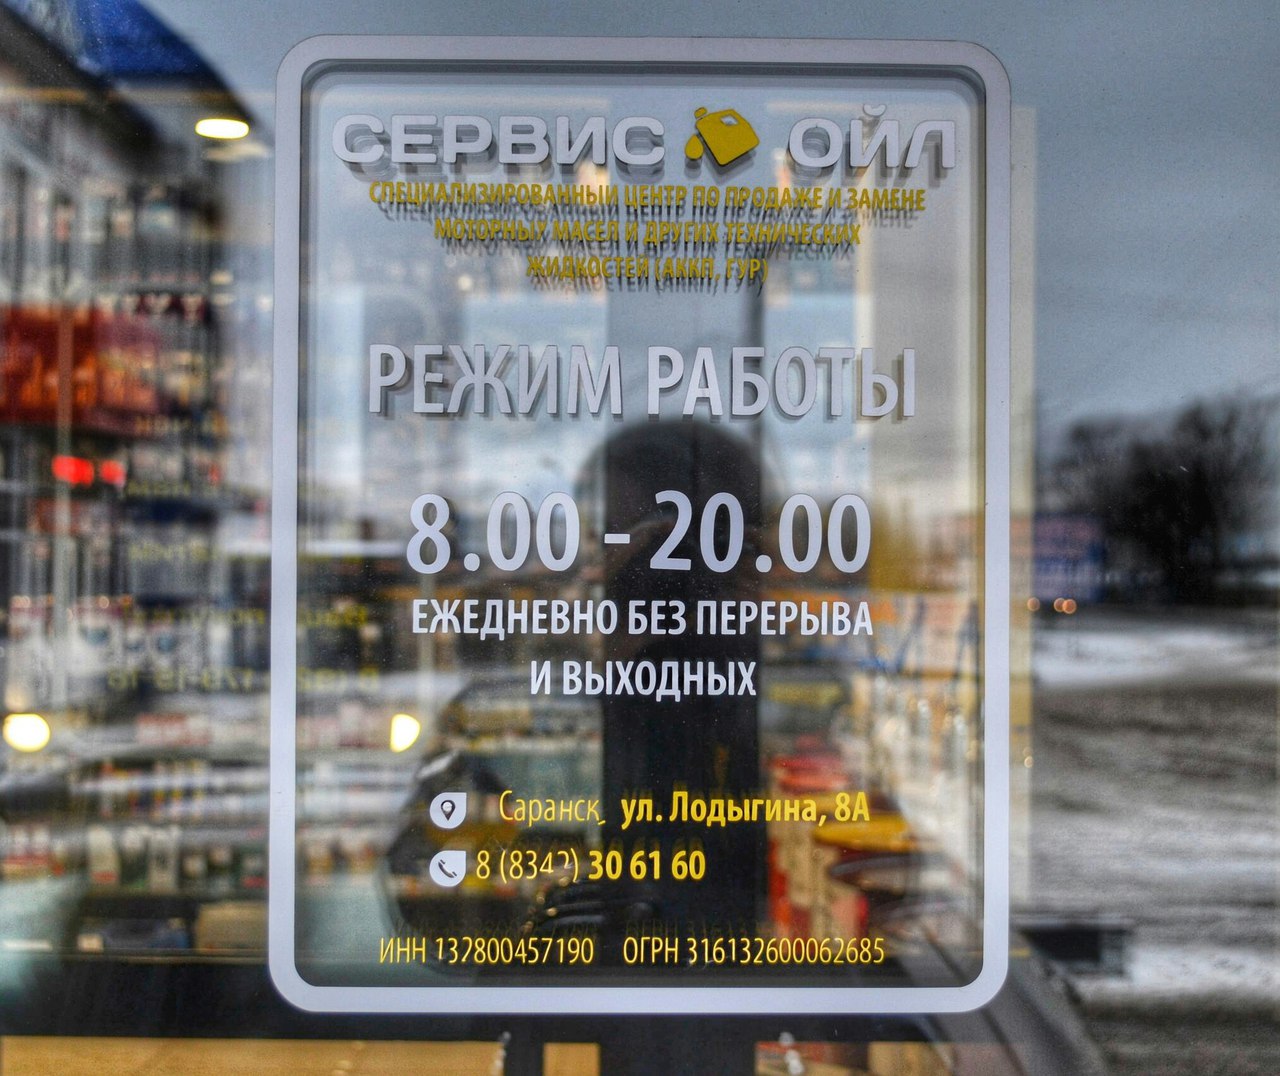 СЕРВИС ОЙЛ
СПЕЦИАЛИЗИРОВАННЫЙ ЦЕНТР ПО ПРОДАЖЕ И ЗАМЕНЕ
МОТОРНЫХ МАСЕЛ И ДРУГИХ ТЕХНИЧЕСКИХ
ЖИДКОСТЕЙ (АККП, ГУР)
РЕЖИМ РАБОТЫ
8.00 - 20.00
ЕЖЕДНЕВНО БЕЗ ПЕРЕРЫВА
И ВЫХОДНЫХ
Саранск, ул. Лодыгина, 8А
8 (8342) 30 61 60
ИНН 132800457190 ОГРН 316132600062685